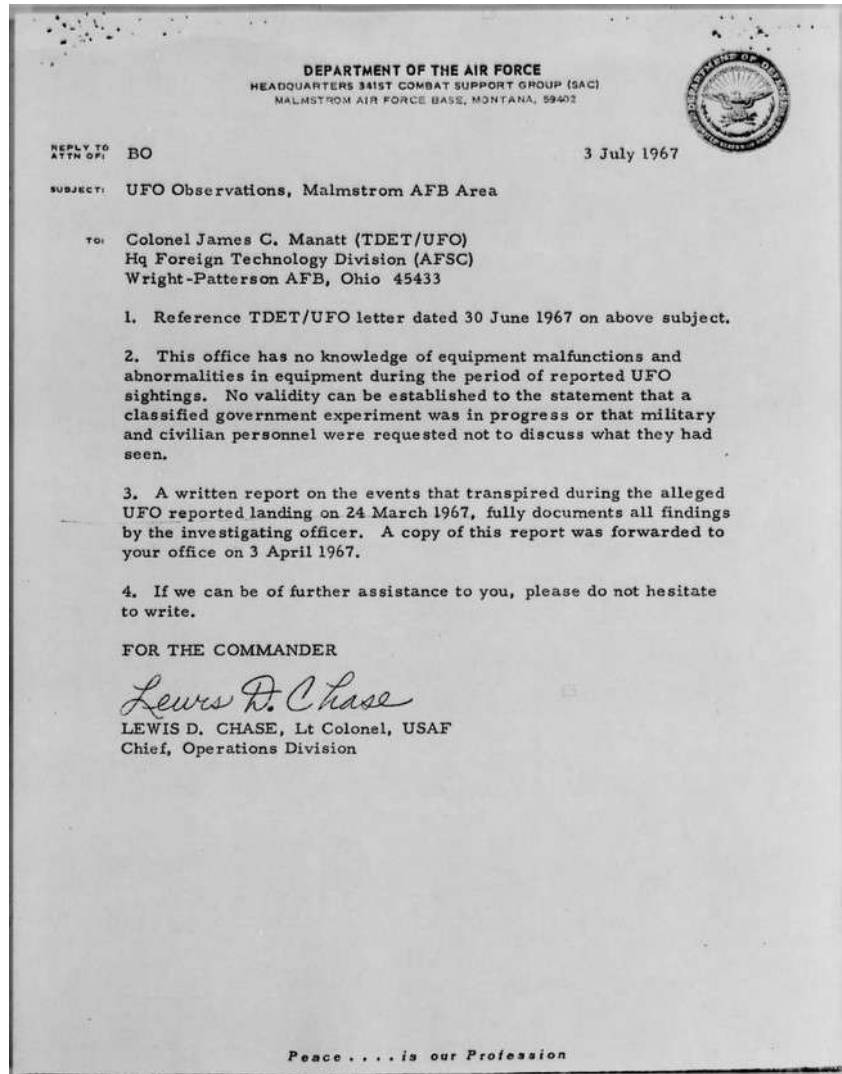 DEPARTMENT OF THE AIR FORCE
HEADQUARTERS 341ST COMBAT SUPPORT GROUP (SAC)
MALMSTROM AIR FORCE BASE, MONTANA, 59402
REPLY TO
ATTN OF: BO 3 July 1967
SUBJECT: UFO Observations, Malmstrom AFB Area
TO: Colonel James C. Manatt (TDET/UFO)
Hq Foreign Technology Division (AFSC)
Wright-Patterson AFB, Ohio 45433
1. Reference TDET/UFO letter dated 30 June 1967 on above subject.
2. This office has no knowledge of equipment malfunctions and
abnormalities in equipment during the period of reported UFO
sightings. No validity can be established to the statement that a
classified government experiment was in progress or that military
and civilian personnel were requested not to discuss what they had
seen.
3. A written report on the events that transpired during the alleged
UFO reported landing on 24 March 1967, fully documents all findings
by the investigating officer. A copy of this report was forwarded to
your office on 3 April 1967.
4. If we can be of further assistance to you, please do not hesitate
to write.
FOR THE COMMANDER
Lewis D. Chase
LEWIS D. CHASE, Lt Colonel, USAF
Chief, Operations Division
Peace . . . . is our Profession